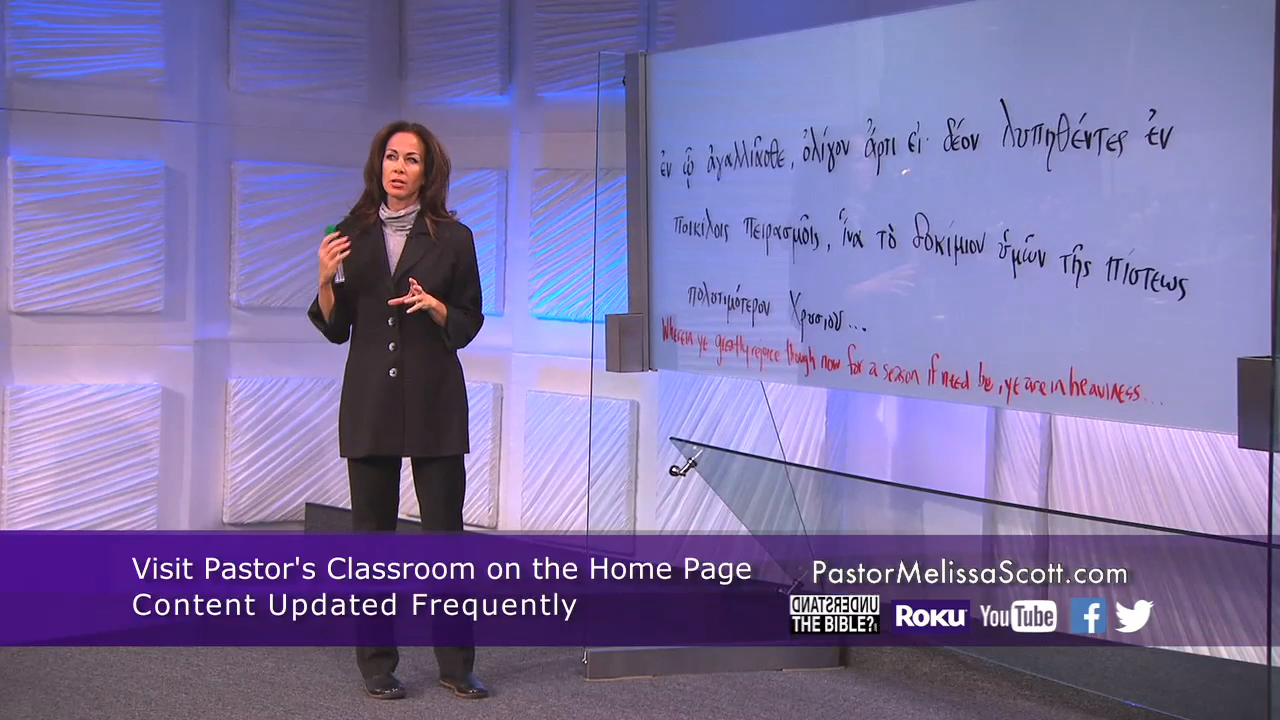 ἐν ᾧ ἀγαλλιᾶσθε, ὀλίγον ἄρτι εἰ· δέον λυπηθέντες ἐν
ποικίλοις πειρασμοῖς, ἵνα τὸ δοκίμιον ὑμῶν τῆς πίστεως
πολυτιμότερον χρυσίου...
Wherein ye greatly rejoice though now for a season if need be, ye are in heaviness...
Visit Pastor's Classroom on the Home Page
Content Updated Frequently
PastorMelissaScott.com
UNDERSTAND
THE BIBLE?
ROKU
YouTube
f